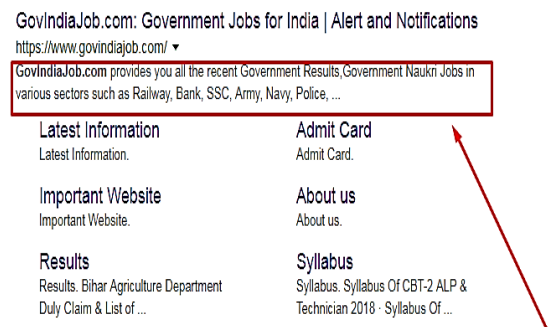 GovIndiaJob.com: Government Jobs for India | Alert and Notifications
https://www.govindiajob.com/
GovIndiaJob.com provides you all the recent Government Results,Government Naukri Jobs in
various sectors such as Railway, Bank, SSC, Army, Navy, Police, ...
Latest Information
Latest Information.
Admit Card
Admit Card.
Important Website
Important Website.
About us
About us.
Results
Results. Bihar Agriculture Department
Duly Claim & List of ...
Syllabus
Syllabus. Syllabus Of CBT-2 ALP &
Technician 2018 · Syllabus Of ...